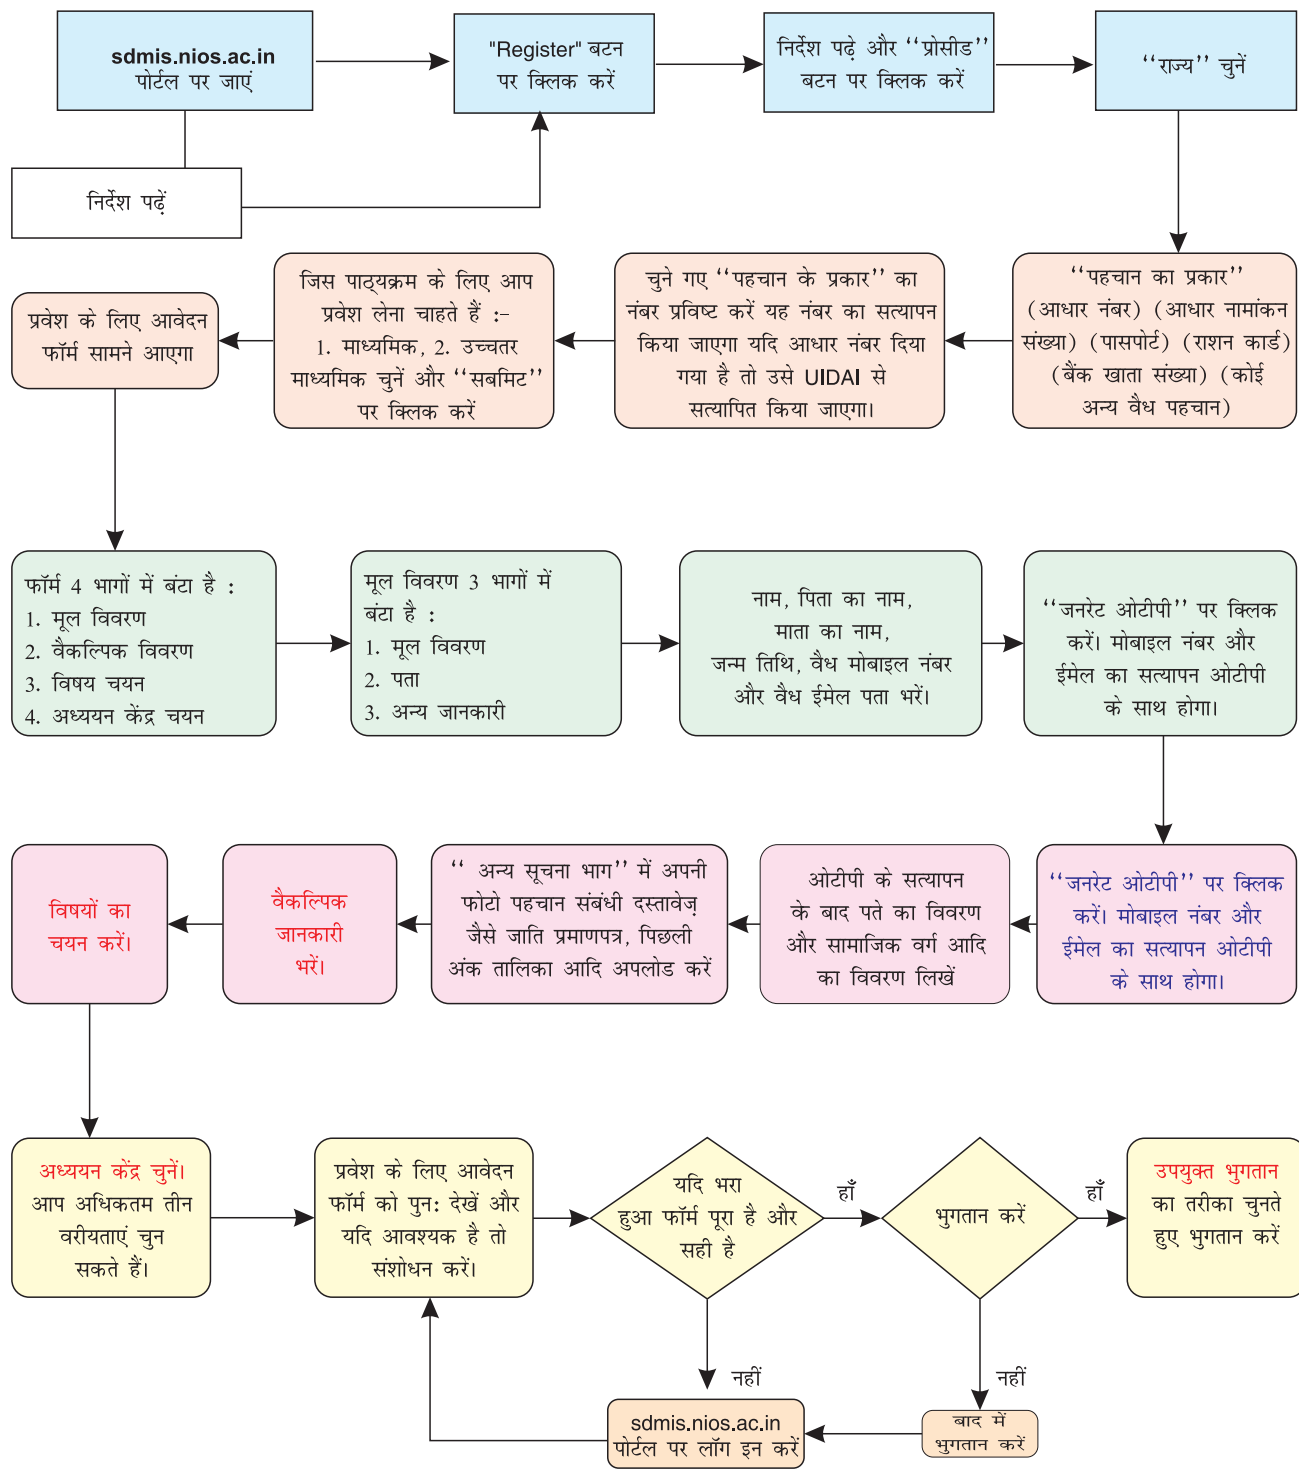 sdmis.nios.ac.in
पोर्टल पर जाएं
"Register" बटन
पर क्लिक करें
निर्देश पढ़े और ‘‘प्रोसीड’’
बटन पर क्लिक करें
‘‘राज्य’’ चुनें
निर्देश पढ़ें
‘‘पहचान का प्रकार’’
(आधार नंबर) (आधार नामांकन
संख्या) (पासपोर्ट) (राशन कार्ड)
(बैंक खाता संख्या) (कोई
अन्य वैध पहचान)
चुने गए ‘‘पहचान के प्रकार’’ का
नंबर प्रविष्ट करें यह नंबर का सत्यापन
किया जाएगा यदि आधार नंबर दिया
गया है तो उसे UIDAI से
सत्यापित किया जाएगा।
जिस पाठ्यक्रम के लिए आप
प्रवेश लेना चाहते हैं :-
1. माध्यमिक, 2. उच्चतर
माध्यमिक चुनें और ‘‘सबमिट’’
पर क्लिक करें
प्रवेश के लिए आवेदन
फॉर्म सामने आएगा
फॉर्म 4 भागों में बंटा है :
1. मूल विवरण
2. वैकल्पिक विवरण
3. विषय चयन
4. अध्ययन केंद्र चयन
मूल विवरण 3 भागों में
बंटा है :
1. मूल विवरण
2. पता
3. अन्य जानकारी
नाम, पिता का नाम,
माता का नाम,
जन्म तिथि, वैध मोबाइल नंबर
और वैध ईमेल पता भरें।
‘‘जनरेट ओटीपी’’ पर क्लिक
करें। मोबाइल नंबर और
ईमेल का सत्यापन ओटीपी
के साथ होगा।
‘‘जनरेट ओटीपी’’ पर क्लिक
करें। मोबाइल नंबर और
ईमेल का सत्यापन ओटीपी
के साथ होगा।
ओटीपी के सत्यापन
के बाद पते का विवरण
और सामाजिक वर्ग आदि
का विवरण लिखें
‘‘ अन्य सूचना भाग’’ में अपनी
फोटो पहचान संबंधी दस्तावेज़
जैसे जाति प्रमाणपत्र, पिछली
अंक तालिका आदि अपलोड करें
वैकल्पिक
जानकारी
भरें।
विषयों का
चयन करें।
अध्ययन केंद्र चुनें।
आप अधिकतम तीन
वरीयताएं चुन
सकते हैं।
प्रवेश के लिए आवेदन
फॉर्म को पुन: देखें और
यदि आवश्यक है तो
संशोधन करें।
यदि भरा
हुआ फॉर्म पूरा है और
सही है
हाँ
भुगतान करें
हाँ
उपयुक्त भुगतान
का तरीका चुनते
हुए भुगतान करें
नहीं
नहीं
sdmis.nios.ac.in
पोर्टल पर लॉग इन करें
बाद में
भुगतान करें